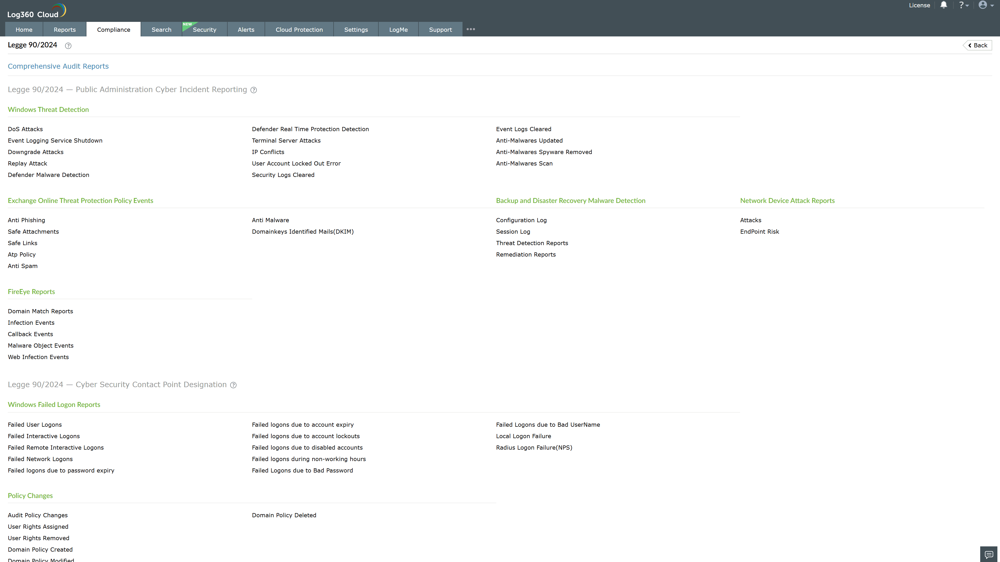 License
?
Log360 Cloud
Home
Reports
Compliance
Search
NEW
Security
Alerts
Cloud Protection
Settings
LogMe
Support
•••
Legge 90/2024 ?
Back
Comprehensive Audit Reports
Legge 90/2024 — Public Administration Cyber Incident Reporting ?
Windows Threat Detection
DoS Attacks
Event Logging Service Shutdown
Downgrade Attacks
Replay Attack
Defender Malware Detection
Defender Real Time Protection Detection
Terminal Server Attacks
IP Conflicts
User Account Locked Out Error
Security Logs Cleared
Event Logs Cleared
Anti-Malwares Updated
Anti-Malwares Spyware Removed
Anti-Malwares Scan
Exchange Online Threat Protection Policy Events
Anti Phishing
Safe Attachments
Safe Links
Atp Policy
Anti Spam
Anti Malware
Domainkeys Identified Mails(DKIM)
Backup and Disaster Recovery Malware Detection
Configuration Log
Session Log
Threat Detection Reports
Remediation Reports
Network Device Attack Reports
Attacks
EndPoint Risk
FireEye Reports
Domain Match Reports
Infection Events
Callback Events
Malware Object Events
Web Infection Events
Legge 90/2024 — Cyber Security Contact Point Designation ?
Windows Failed Logon Reports
Failed User Logons
Failed Interactive Logons
Failed Remote Interactive Logons
Failed Network Logons
Failed logons due to password expiry
Failed logons due to account expiry
Failed logons due to account lockouts
Failed logons due to disabled accounts
Failed logons during non-working hours
Failed Logons due to Bad Password
Failed Logons due to Bad UserName
Local Logon Failure
Radius Logon Failure(NPS)
Policy Changes
Audit Policy Changes
User Rights Assigned
User Rights Removed
Domain Policy Created
Domain Policy Modified
Domain Policy Deleted